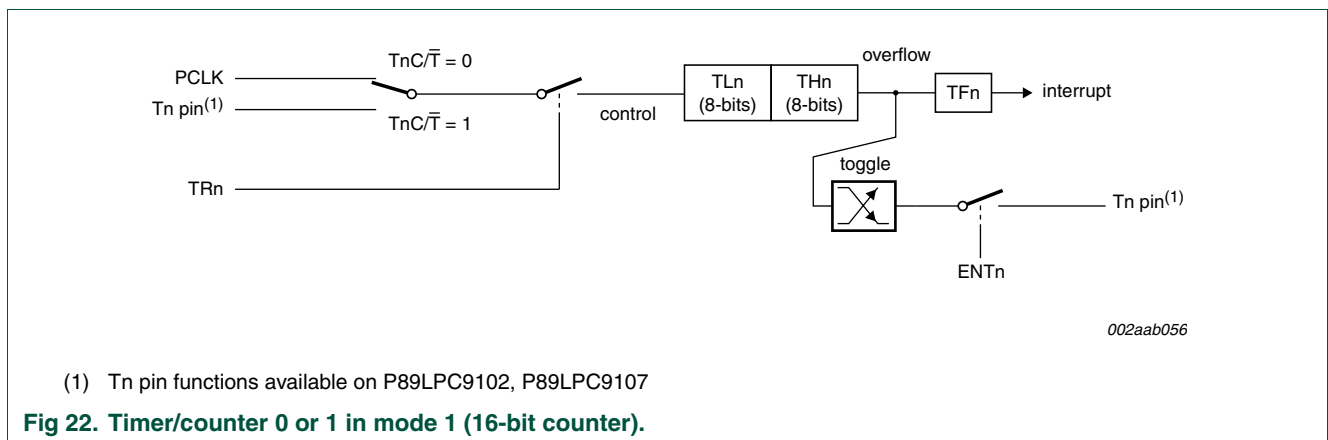 TnC/T̅ = 0
PCLK
Tn pin(1)
TnC/T̅ = 1
TRn
control
TLn
(8-bits)
THn
(8-bits)
overflow
TFn
interrupt
toggle
Tn pin(1)
ENTn
002aab056
(1) Tn pin functions available on P89LPC9102, P89LPC9107
Fig 22. Timer/counter 0 or 1 in mode 1 (16-bit counter).